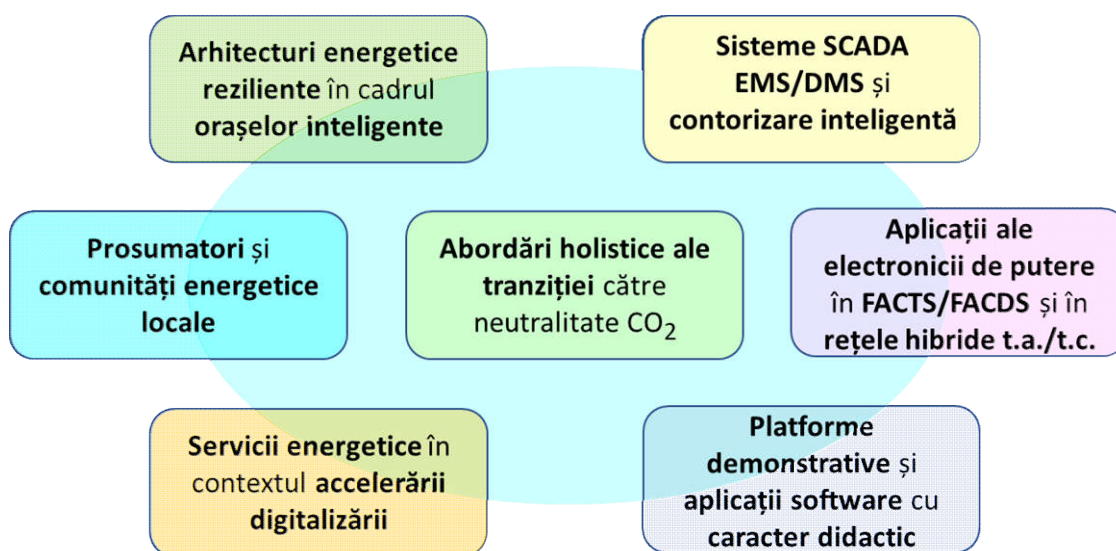 Arhitecturi energetice
reziliente în cadrul
orașelor inteligente
Sisteme SCADA
EMS/DMS și
contorizare inteligentă
Prosumatori și
comunități energetice
locale
Abordări holistice ale
tranziției către
neutralitate CO₂
Aplicații ale
electronicii de putere
în FACTS/FACDS și în
rețele hibride t.a./t.c.
Servicii energetice în
contextul accelerării
digitalizării
Platforme
demonstrative și
aplicații software cu
caracter didactic